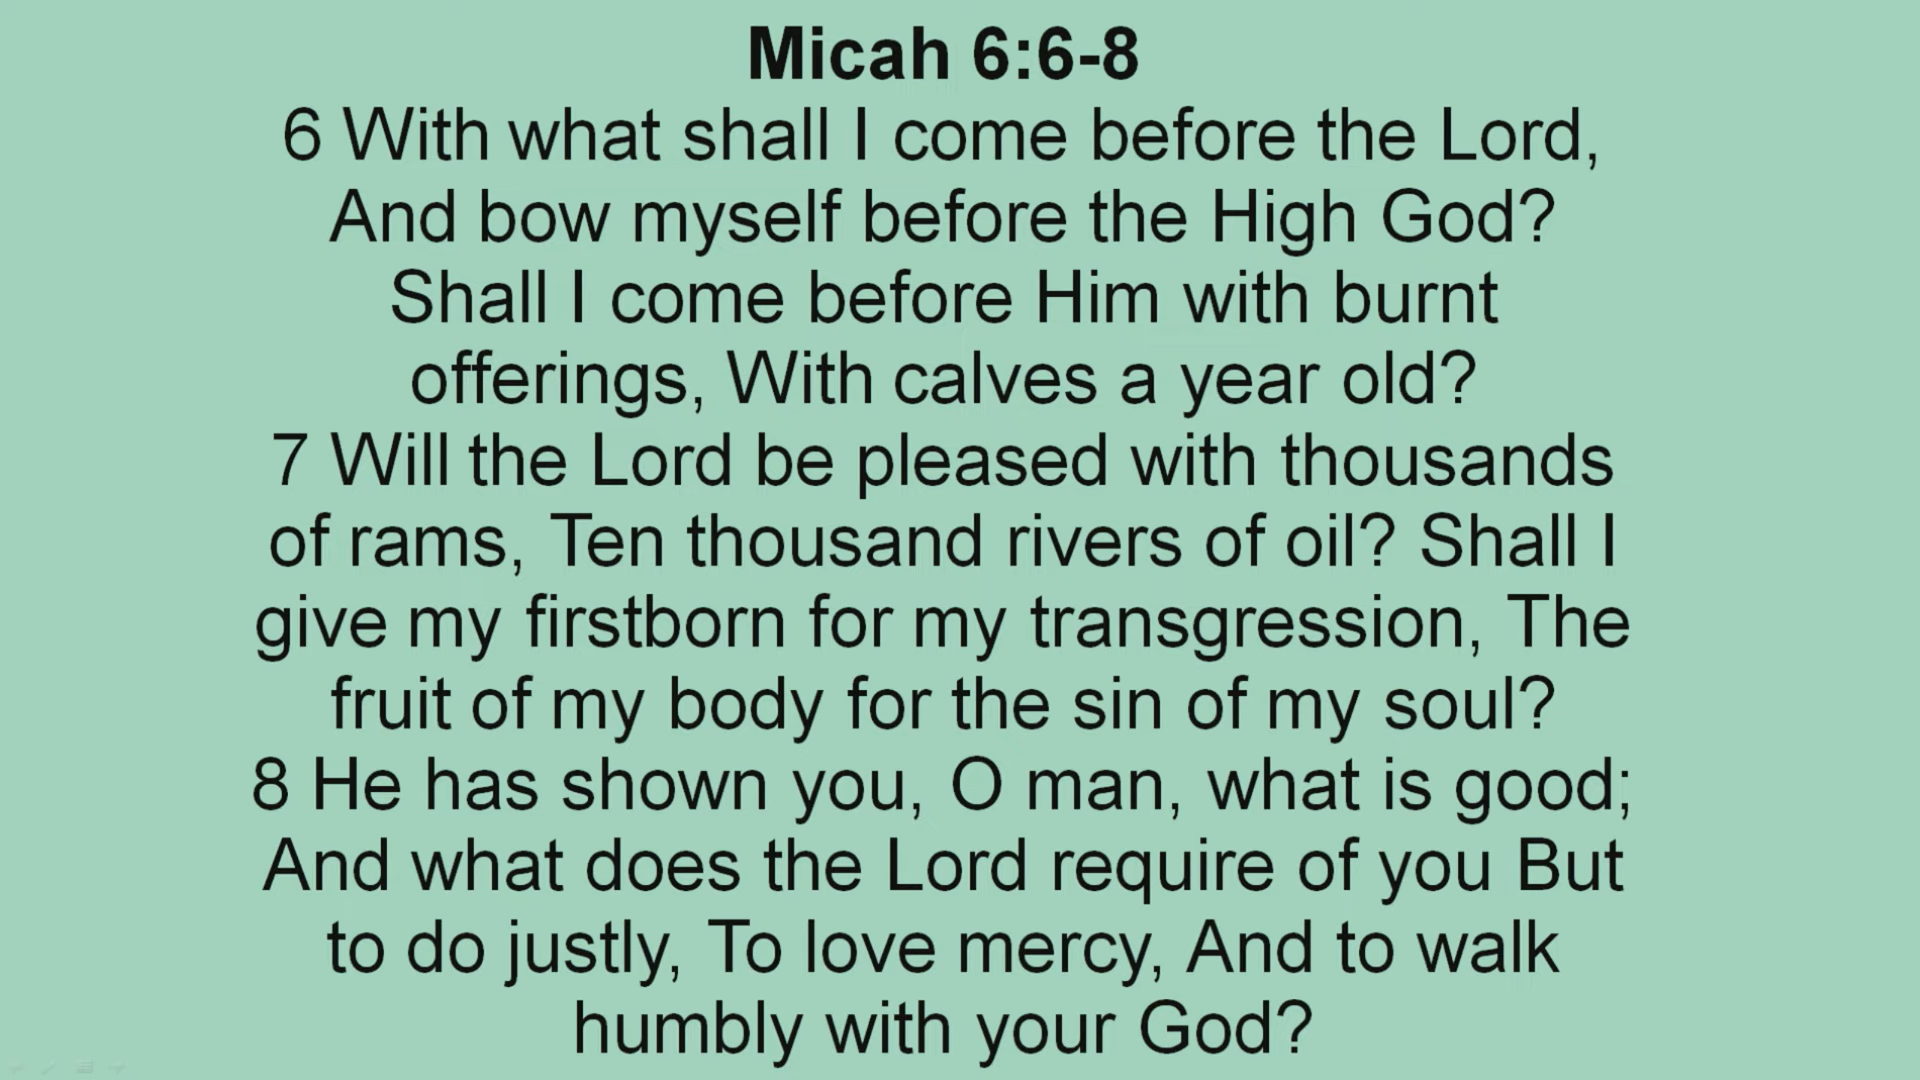 Micah 6:6-8
6 With what shall I come before the Lord,
And bow myself before the High God?
Shall I come before Him with burnt
offerings, With calves a year old?
7 Will the Lord be pleased with thousands
of rams, Ten thousand rivers of oil? Shall I
give my firstborn for my transgression, The
fruit of my body for the sin of my soul?
8 He has shown you, O man, what is good;
And what does the Lord require of you But
to do justly, To love mercy, And to walk
humbly with your God?